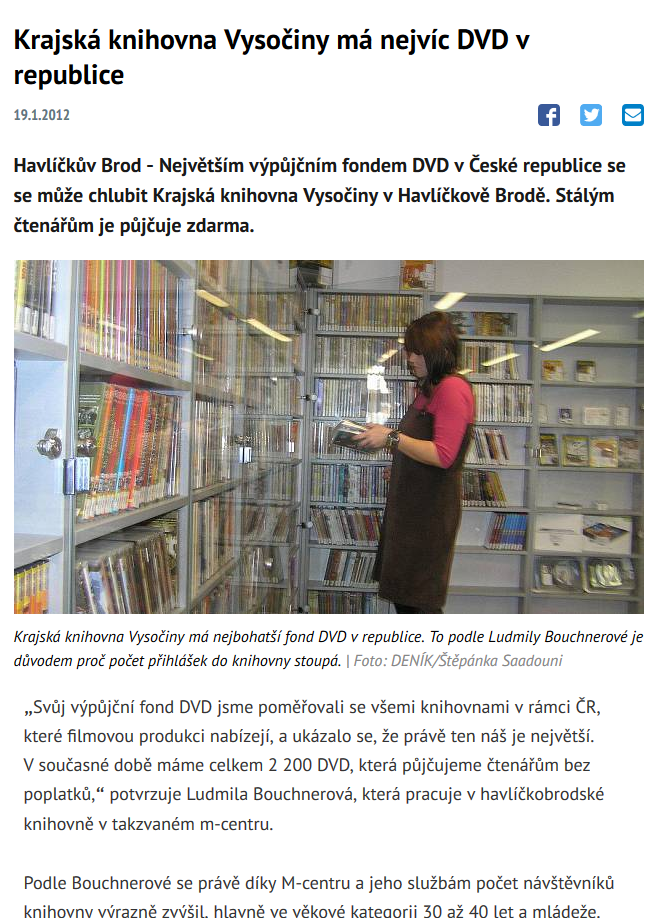 Krajská knihovna Vysočiny má nejvíc DVD v
republice
19.1.2012
Havlíčkův Brod - Největším výpůjčním fondem DVD v České republice se
se může chlubit Krajská knihovna Vysočiny v Havlíčkově Brodě. Stálým
čtenářům je půjčuje zdarma.
Krajská knihovna Vysočiny má nejbohatší fond DVD v republice. To podle Ludmily Bouchnerové je
důvodem proč počet přihlášek do knihovny stoupá. | Foto: DENÍK/Štěpánka Saadouni
„Svůj výpůjční fond DVD jsme poměřovali se všemi knihovnami v rámci ČR,
které filmovou produkci nabízejí, a ukázalo se, že právě ten náš je největší.
V současné době máme celkem 2 200 DVD, která půjčujeme čtenářům bez
poplatků,“ potvrzuje Ludmila Bouchnerová, která pracuje v havlíčkobrodské
knihovně v takzvaném m-centru.
Podle Bouchnerové se právě díky M-centru a jeho službám počet návštěvníků
knihovny výrazně zvýšil, hlavně ve věkové kategorii 30 až 40 let a mládeže.